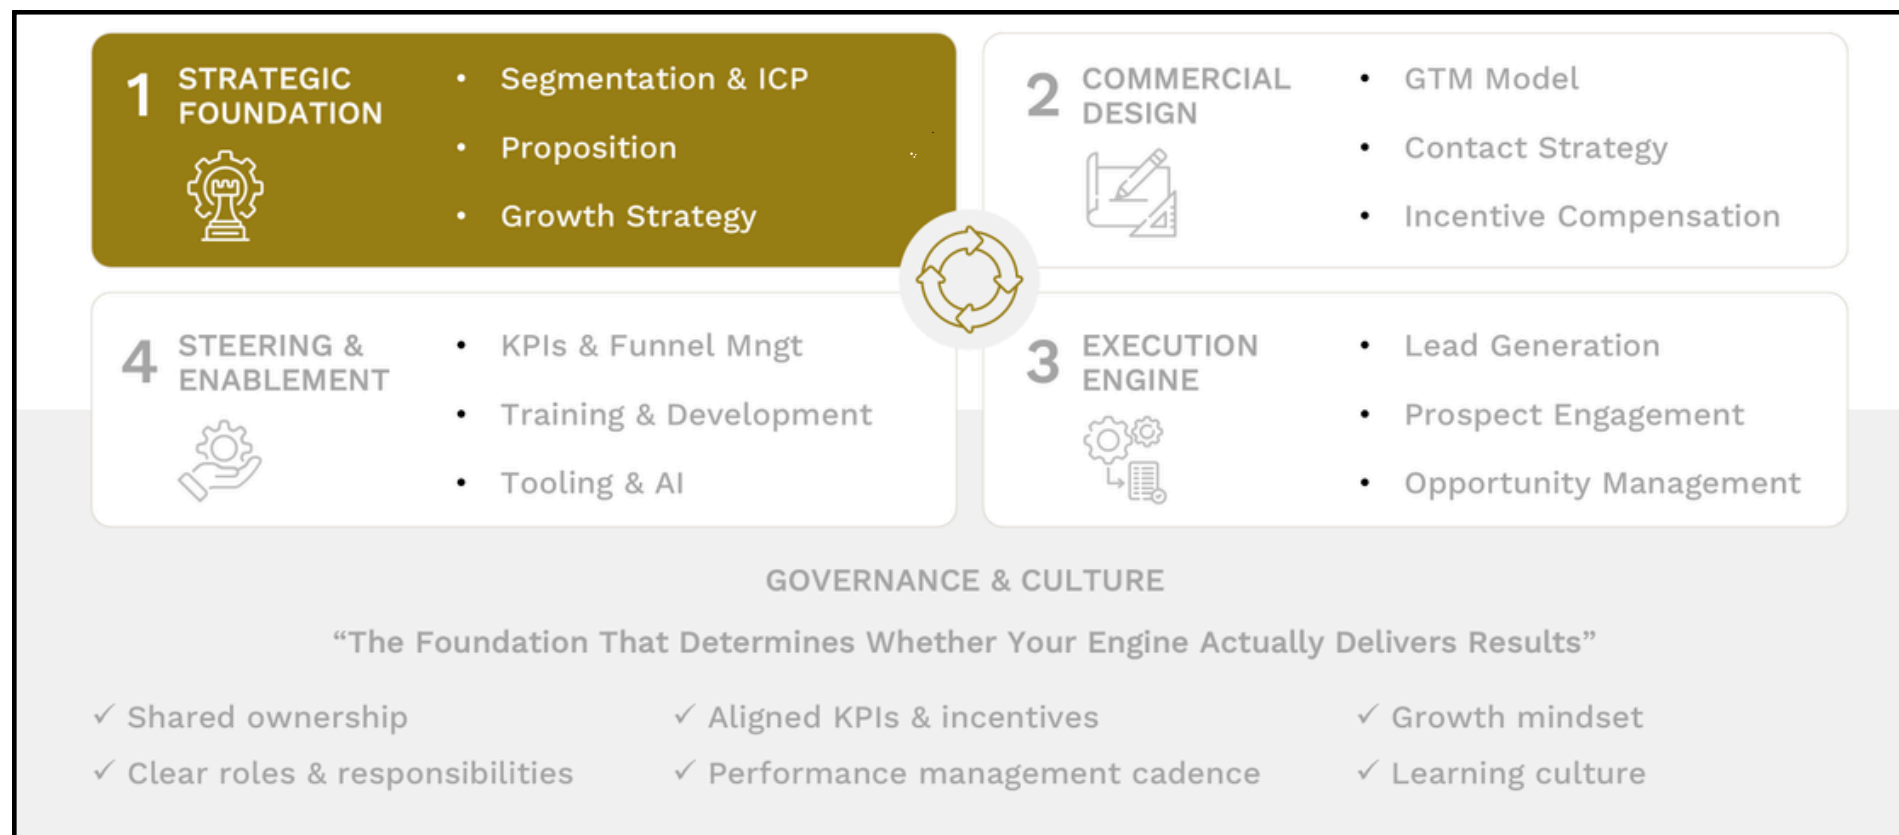 1 STRATEGIC
FOUNDATION
• Segmentation & ICP
• Proposition
• Growth Strategy
2 COMMERCIAL
DESIGN
• GTM Model
• Contact Strategy
• Incentive Compensation
4 STEERING &
ENABLEMENT
• KPIs & Funnel Mngt
• Training & Development
• Tooling & AI
3 EXECUTION
ENGINE
• Lead Generation
• Prospect Engagement
• Opportunity Management
GOVERNANCE & CULTURE
“The Foundation That Determines Whether Your Engine Actually Delivers Results”
✓ Shared ownership
✓ Aligned KPIs & incentives
✓ Growth mindset
✓ Clear roles & responsibilities
✓ Performance management cadence
✓ Learning culture